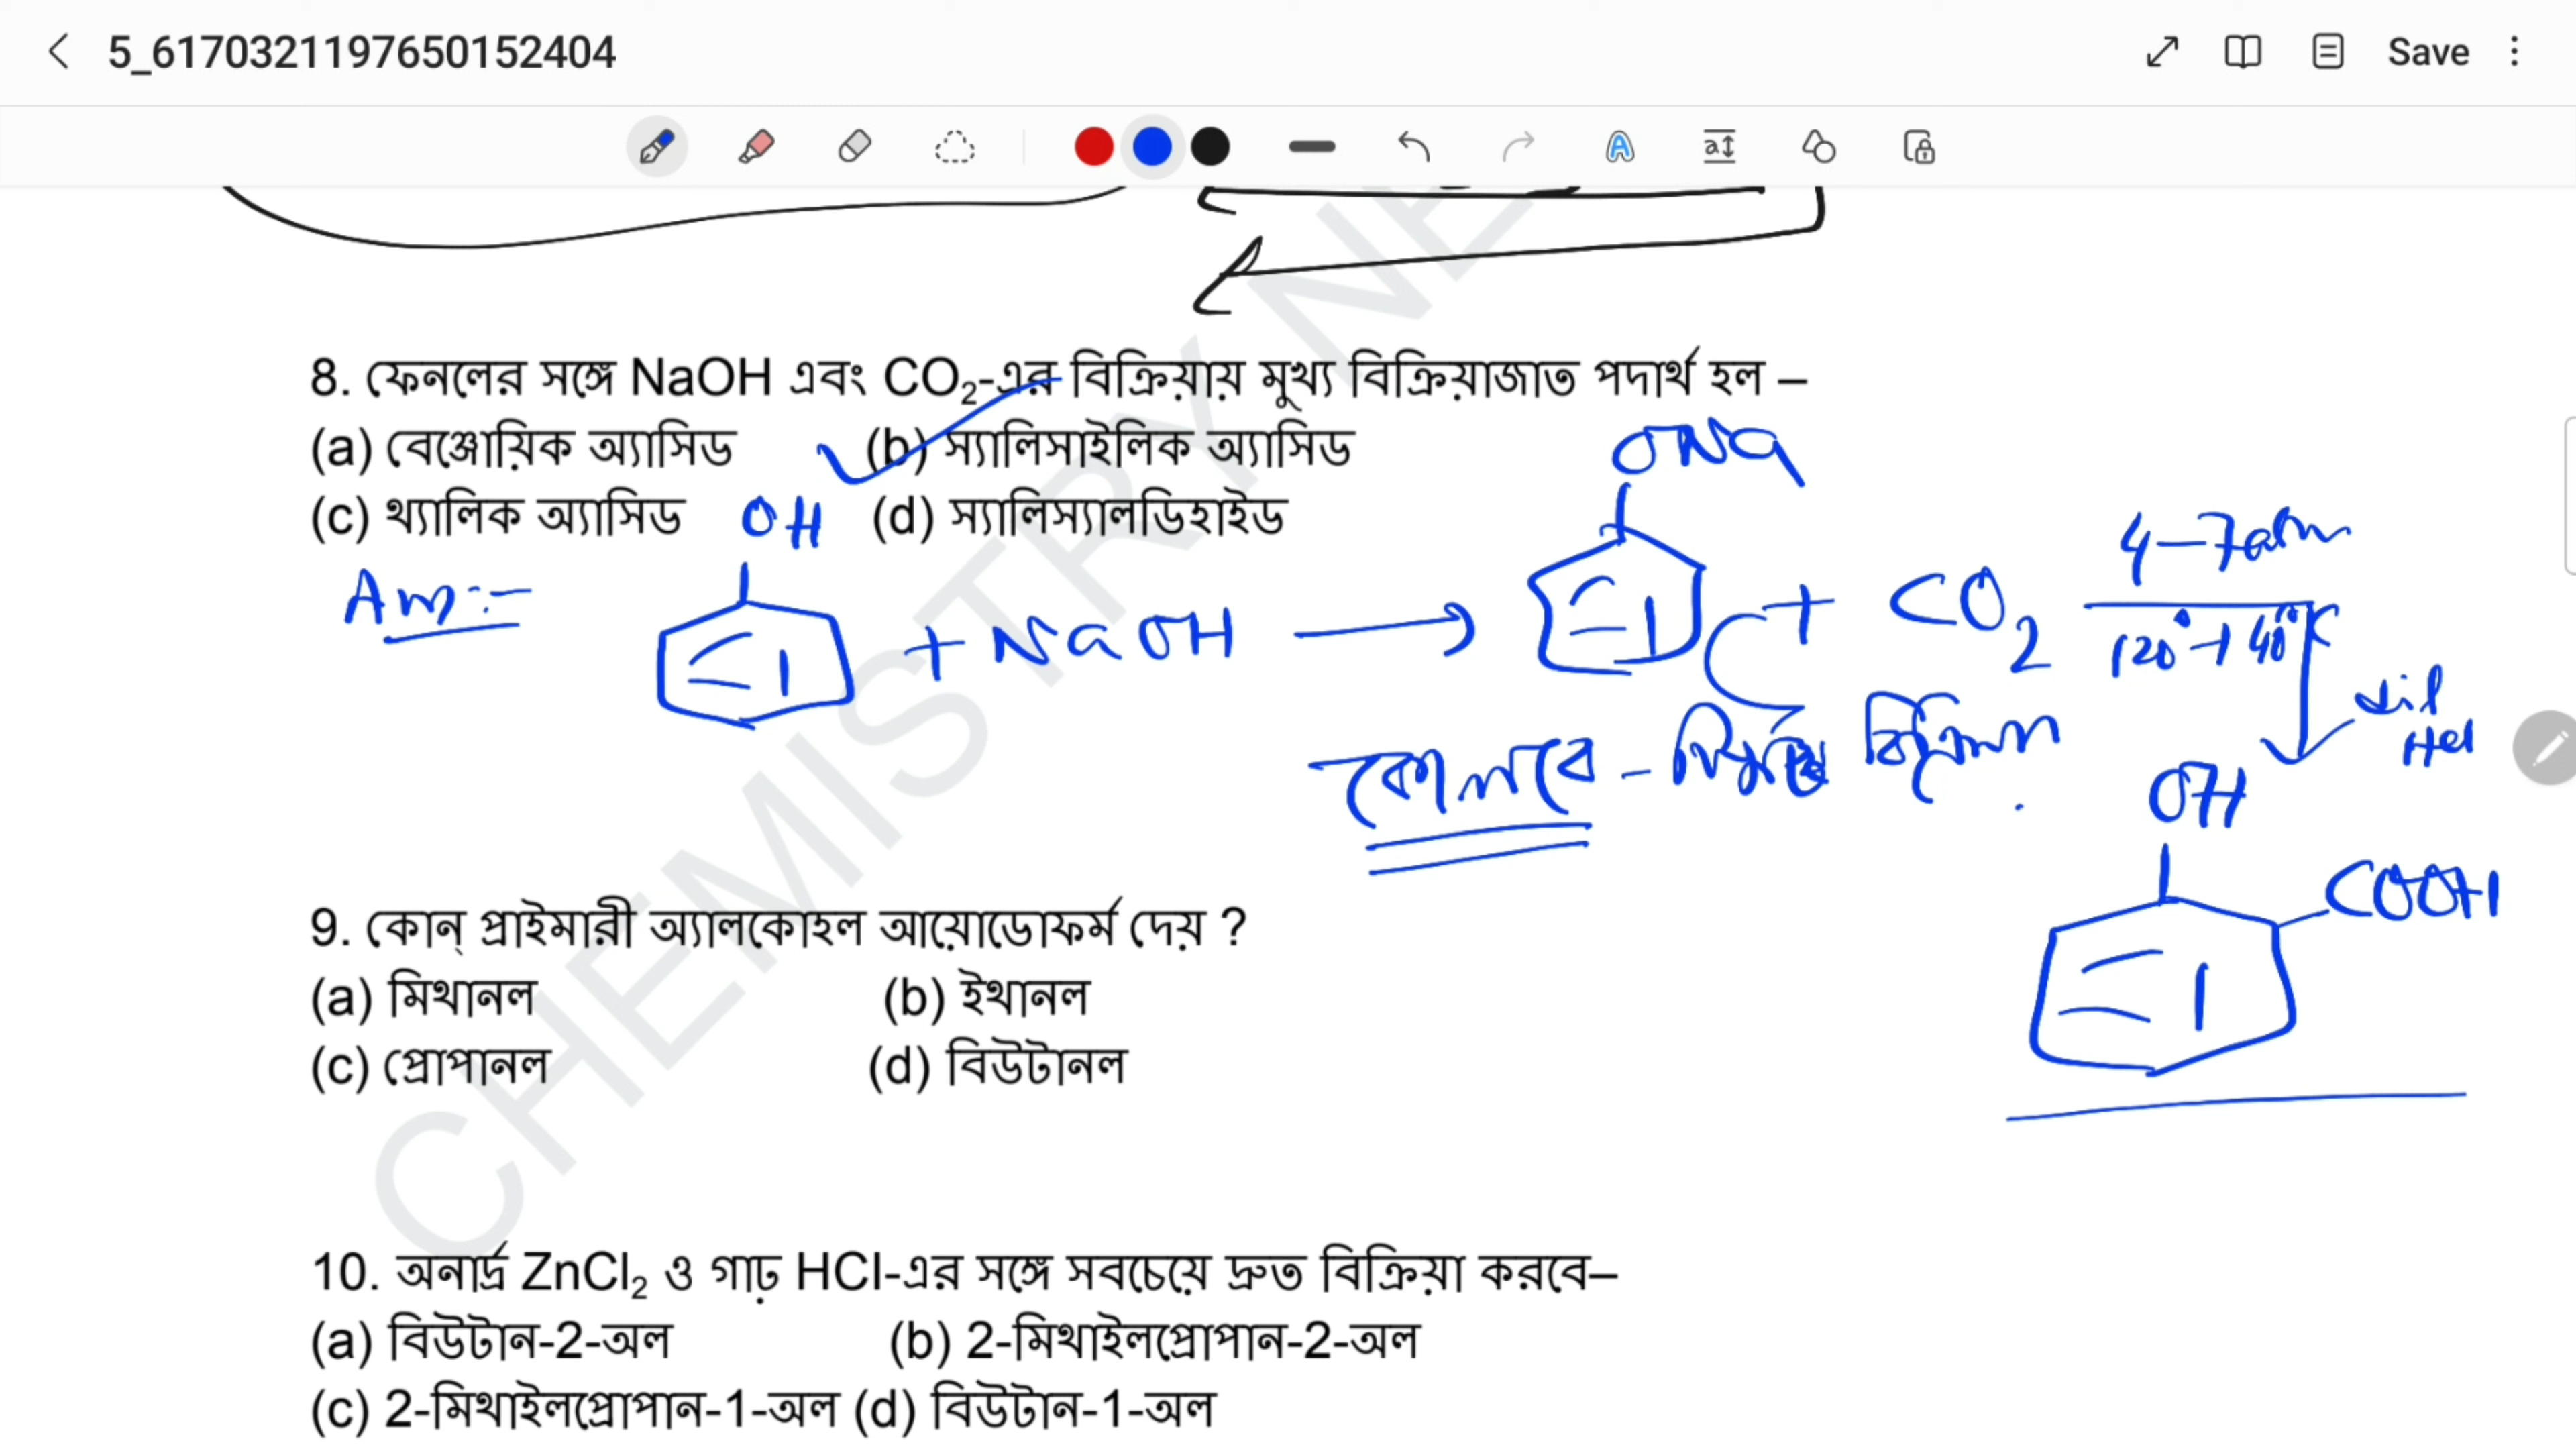 5_6170321197650152404
Save
8. ফেনলের সঙ্গে NaOH এবং CO₂-এর বিক্রিয়ায় মুখ্য বিক্রিয়াজাত পদার্থ হল –
(a) বেঞ্জোয়িক অ্যাসিড (b) স্যালিসাইলিক অ্যাসিড
(c) থ্যালিক অ্যাসিড (d) স্যালিস্যালডিহাইড
Ans :-
OH
+ NaOH →
ONa
+ CO₂
4-7 atm
120°-140°C
dil
HCl
কোলবে - স্মিট বিক্রিয়া
OH
COOH
9. কোন্ প্রাইমারী অ্যালকোহল আয়োডোফর্ম দেয় ?
(a) মিথানল (b) ইথানল
(c) প্রোপানল (d) বিউটানল
10. অনার্দ্র ZnCl₂ ও গাঢ় HCl-এর সঙ্গে সবচেয়ে দ্রুত বিক্রিয়া করবে–
(a) বিউটান-2-অল (b) 2-মিথাইলপ্রোপান-2-অল
(c) 2-মিথাইলপ্রোপান-1-অল (d) বিউটান-1-অল
CHEMISTRY NE